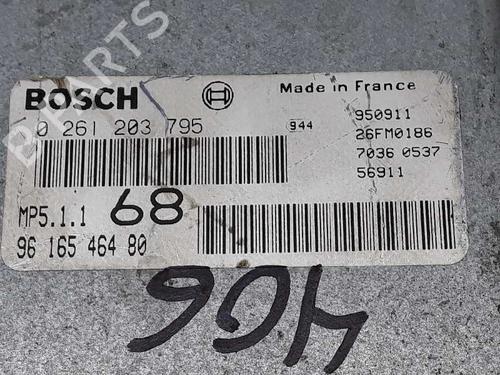 B PARTS
BOSCH
Made in France
0 261 203 795
944
950911
26FM0186
7036 0537
56911
MP5.1.1
68
96 165 464 80